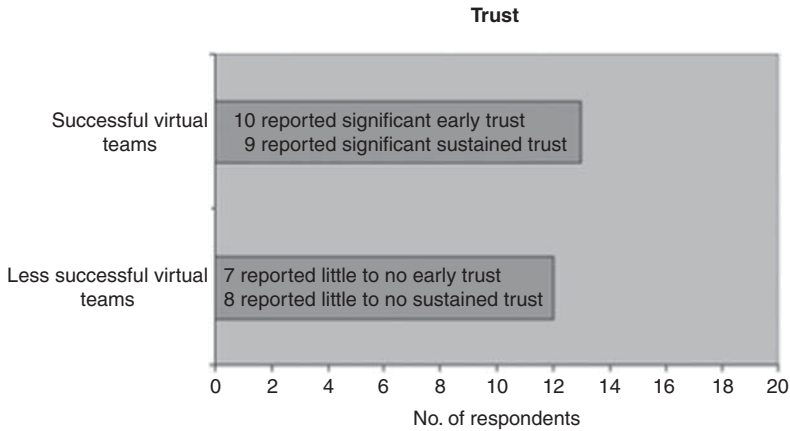 Trust
Successful virtual
teams
10 reported significant early trust
9 reported significant sustained trust
Less successful virtual
teams
7 reported little to no early trust
8 reported little to no sustained trust
0 2 4 6 8 10 12 14 16 18 20
No. of respondents